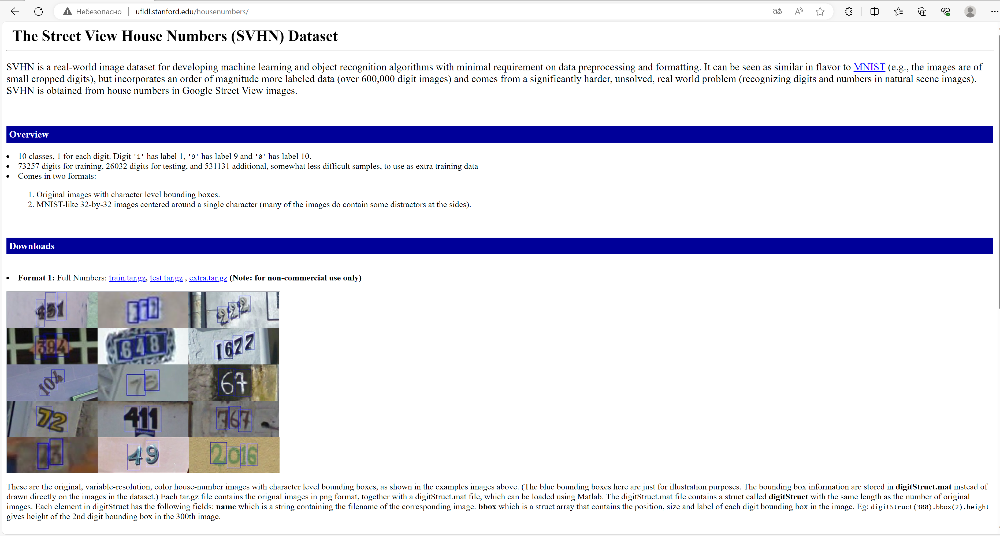 Небезопасно ufldl.stanford.edu/housenumbers/
The Street View House Numbers (SVHN) Dataset
SVHN is a real-world image dataset for developing machine learning and object recognition algorithms with minimal requirement on data preprocessing and formatting. It can be seen as similar in flavor to MNIST (e.g., the images are of
small cropped digits), but incorporates an order of magnitude more labeled data (over 600,000 digit images) and comes from a significantly harder, unsolved, real world problem (recognizing digits and numbers in natural scene images).
SVHN is obtained from house numbers in Google Street View images.
Overview
• 10 classes, 1 for each digit. Digit '1' has label 1, '9' has label 9 and '0' has label 10.
• 73257 digits for training, 26032 digits for testing, and 531131 additional, somewhat less difficult samples, to use as extra training data
• Comes in two formats:
1. Original images with character level bounding boxes.
2. MNIST-like 32-by-32 images centered around a single character (many of the images do contain some distractors at the sides).
Downloads
• Format 1: Full Numbers: train.tar.gz, test.tar.gz , extra.tar.gz (Note: for non-commercial use only)
451
222
394 648 1622
104 73 67
72 411 767
13 49 2016
These are the original, variable-resolution, color house-number images with character level bounding boxes, as shown in the examples images above. (The blue bounding boxes here are just for illustration purposes. The bounding box information are stored in digitStruct.mat instead of
drawn directly on the images in the dataset.) Each tar.gz file contains the orignal images in png format, together with a digitStruct.mat file, which can be loaded using Matlab. The digitStruct.mat file contains a struct called digitStruct with the same length as the number of original
images. Each element in digitStruct has the following fields: name which is a string containing the filename of the corresponding image. bbox which is a struct array that contains the position, size and label of each digit bounding box in the image. Eg: digitStruct(300).bbox(2).height
gives height of the 2nd digit bounding box in the 300th image.